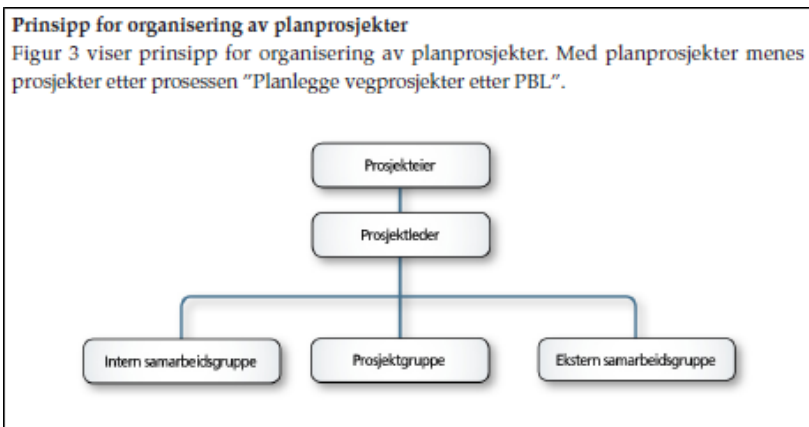 Prinsipp for organisering av planprosjekter
Figur 3 viser prinsipp for organisering av planprosjekter. Med planprosjekter menes
prosjekter etter prosessen ”Planlegge vegprosjekter etter PBL”.
Prosjekteier
Prosjektleder
Intern samarbeidsgruppe
Prosjektgruppe
Ekstern samarbeidsgruppe